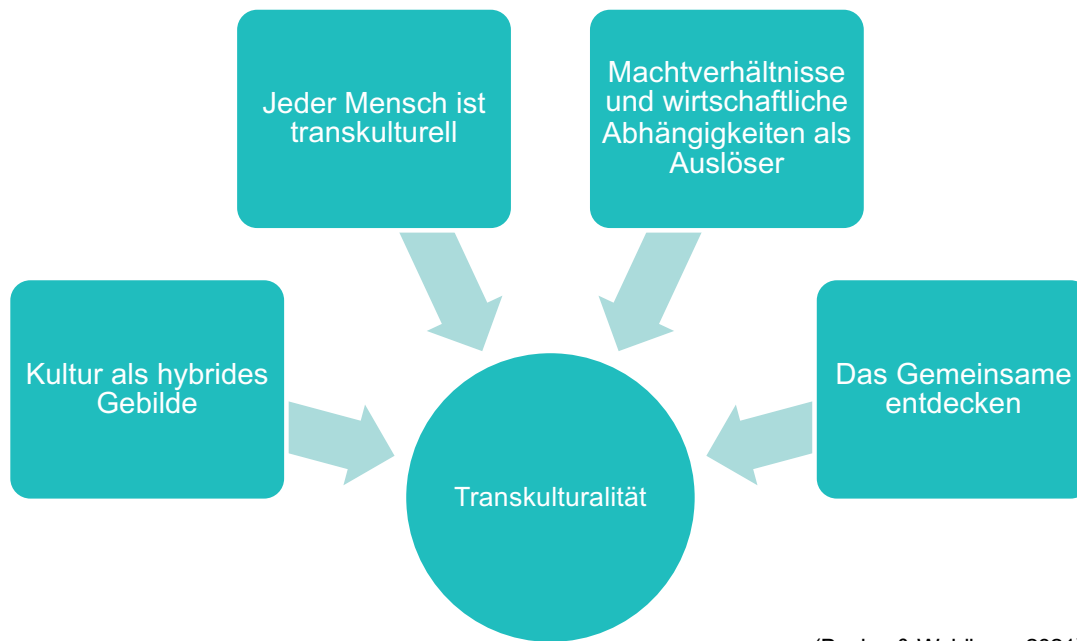 Jeder Mensch ist
transkulturell
Machtverhältnisse
und wirtschaftliche
Abhängigkeiten als
Auslöser
Kultur als hybrides
Gebilde
Das Gemeinsame
entdecken
Transkulturalität